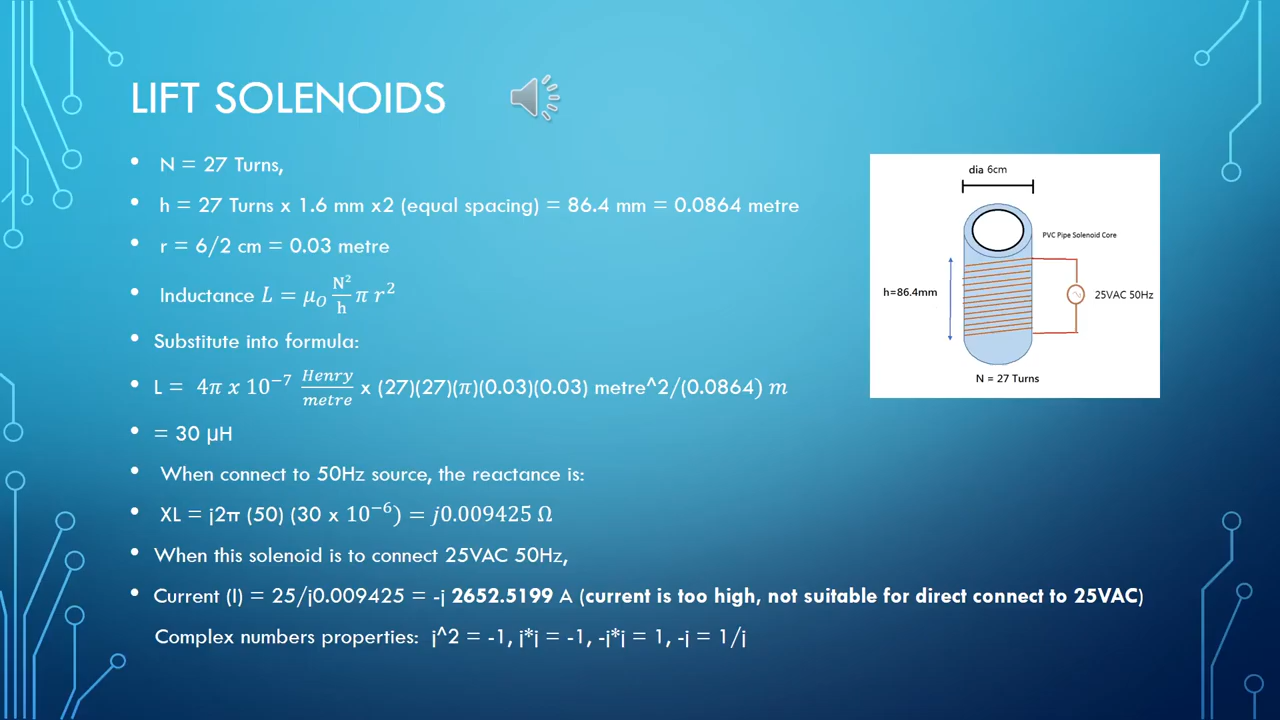 LIFT SOLENOIDS
N = 27 Turns,
h = 27 Turns x 1.6 mm x2 (equal spacing) = 86.4 mm = 0.0864 metre
r = 6/2 cm = 0.03 metre
Inductance L = μO N²/h π r²
Substitute into formula:
L = 4π x 10⁻⁷ Henry/metre x (27)(27)(π)(0.03)(0.03) metre^2/(0.0864) m
= 30 μH
When connect to 50Hz source, the reactance is:
XL = j2π (50) (30 x 10⁻⁶) = j0.009425 Ω
When this solenoid is to connect 25VAC 50Hz,
Current (I) = 25/j0.009425 = -j 2652.5199 A (current is too high, not suitable for direct connect to 25VAC)
Complex numbers properties: j^2 = -1, j*j = -1, -j*j = 1, -j = 1/j
dia 6cm
PVC Pipe Solenoid Core
h=86.4mm
25VAC 50Hz
N = 27 Turns